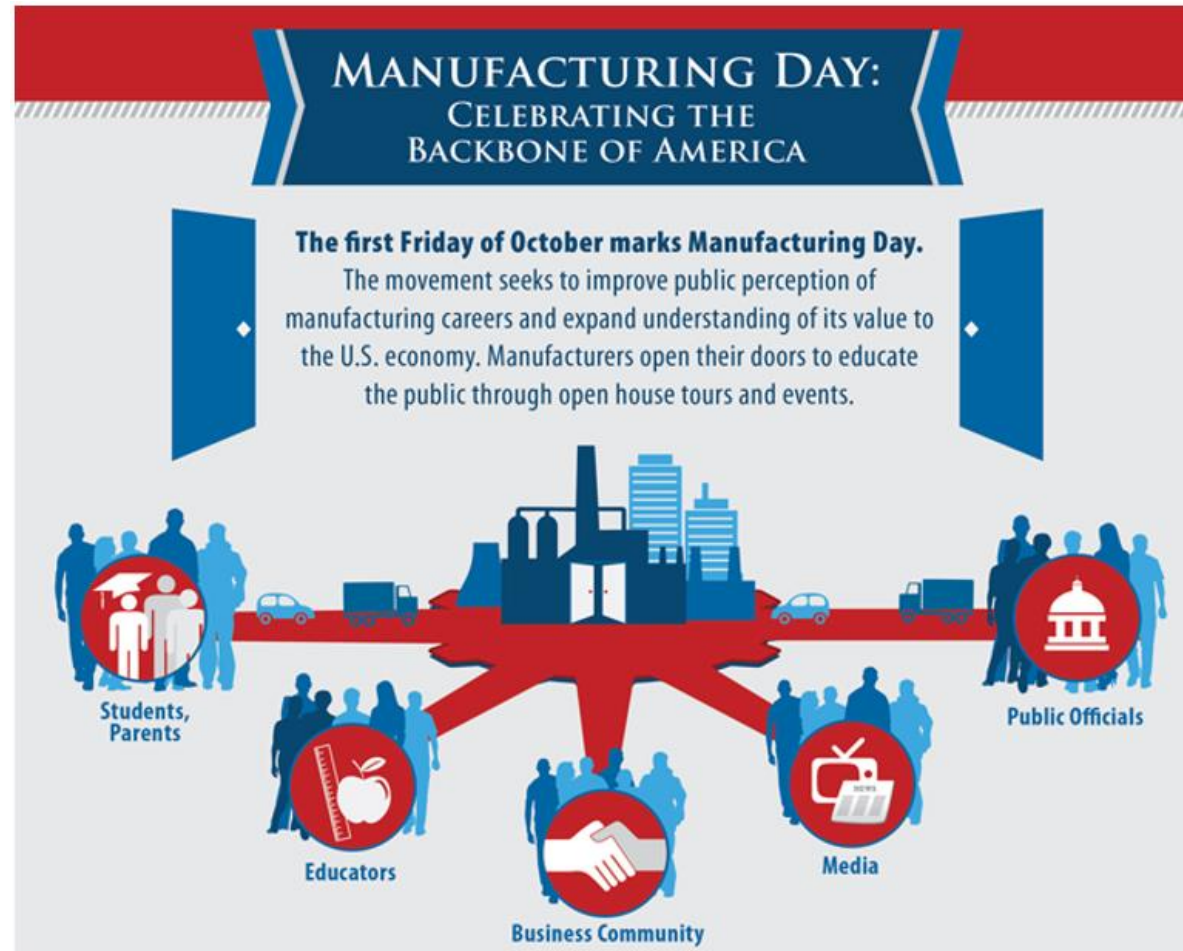 MANUFACTURING DAY:
CELEBRATING THE
BACKBONE OF AMERICA
The first Friday of October marks Manufacturing Day.
The movement seeks to improve public perception of
manufacturing careers and expand understanding of its value to
the U.S. economy. Manufacturers open their doors to educate
the public through open house tours and events.
Students,
Parents
Educators
Business Community
NEWS
Media
Public Officials